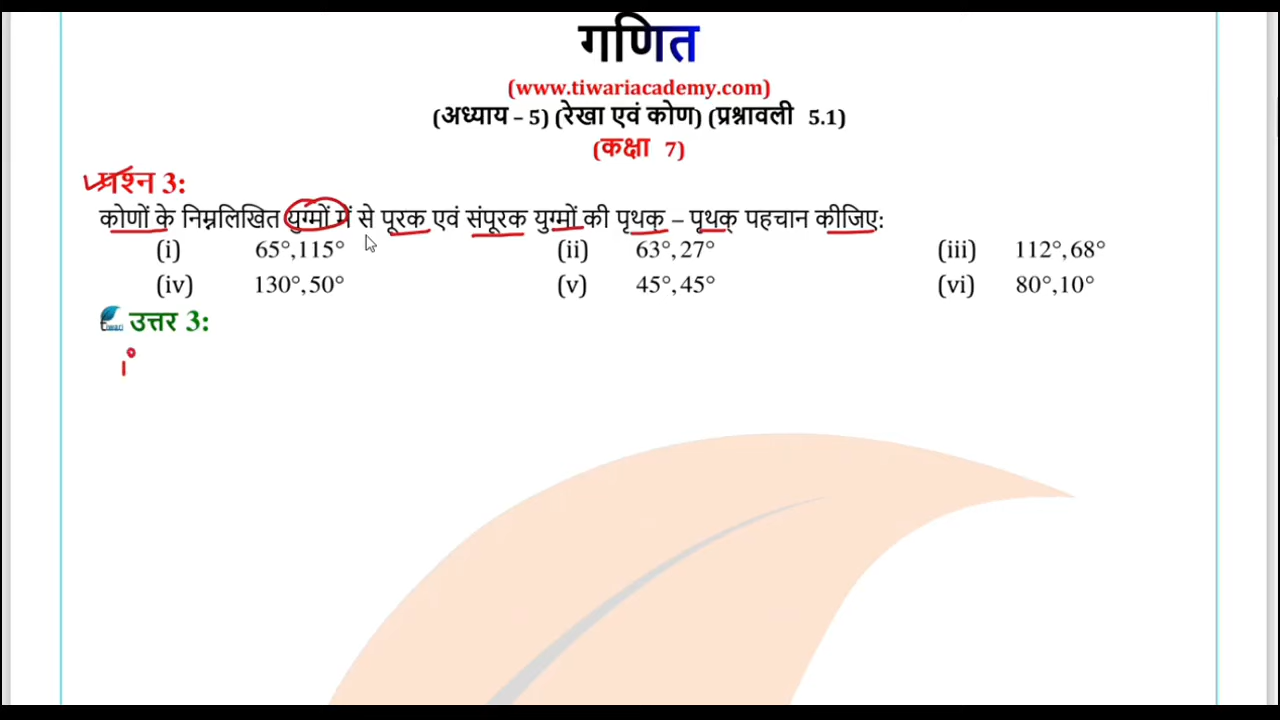 गणित
(www.tiwariacademy.com)
(अध्याय – 5) (रेखा एवं कोण) (प्रश्नावली 5.1)
(कक्षा 7)
प्रश्न 3:
कोणों के निम्नलिखित युग्मों में से पूरक एवं संपूरक युग्मों की पृथक् – पृथक् पहचान कीजिए:
(i) 65°,115° (ii) 63°,27° (iii) 112°,68°
(iv) 130°,50° (v) 45°,45° (vi) 80°,10°
उत्तर 3:
i